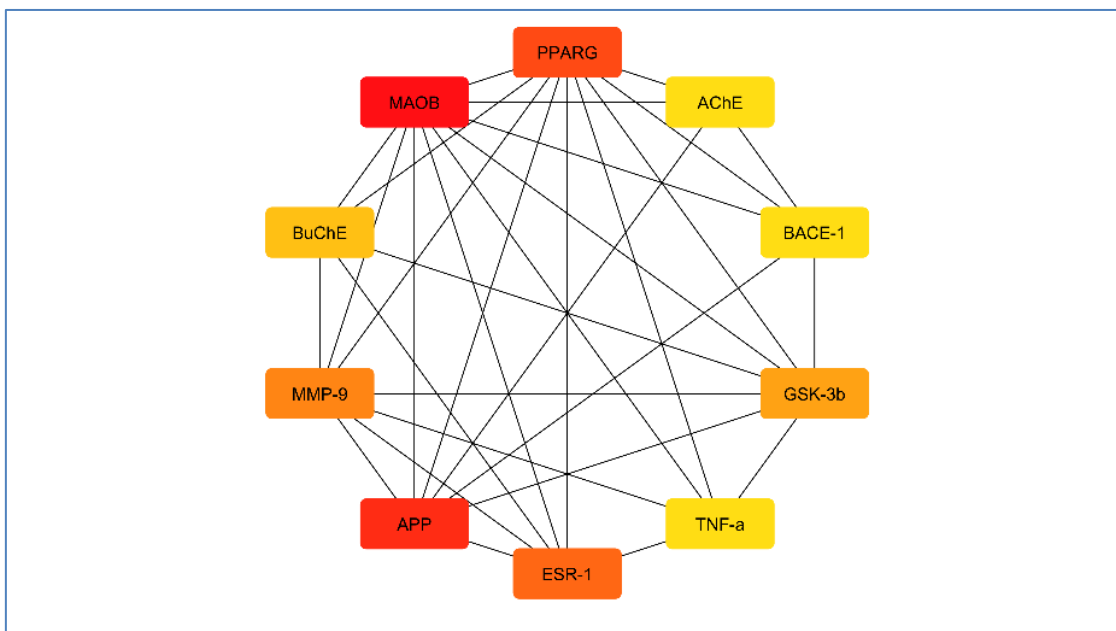 PPARG
MAOB
AChE
BuChE
BACE-1
MMP-9
GSK-3b
APP
TNF-a
ESR-1